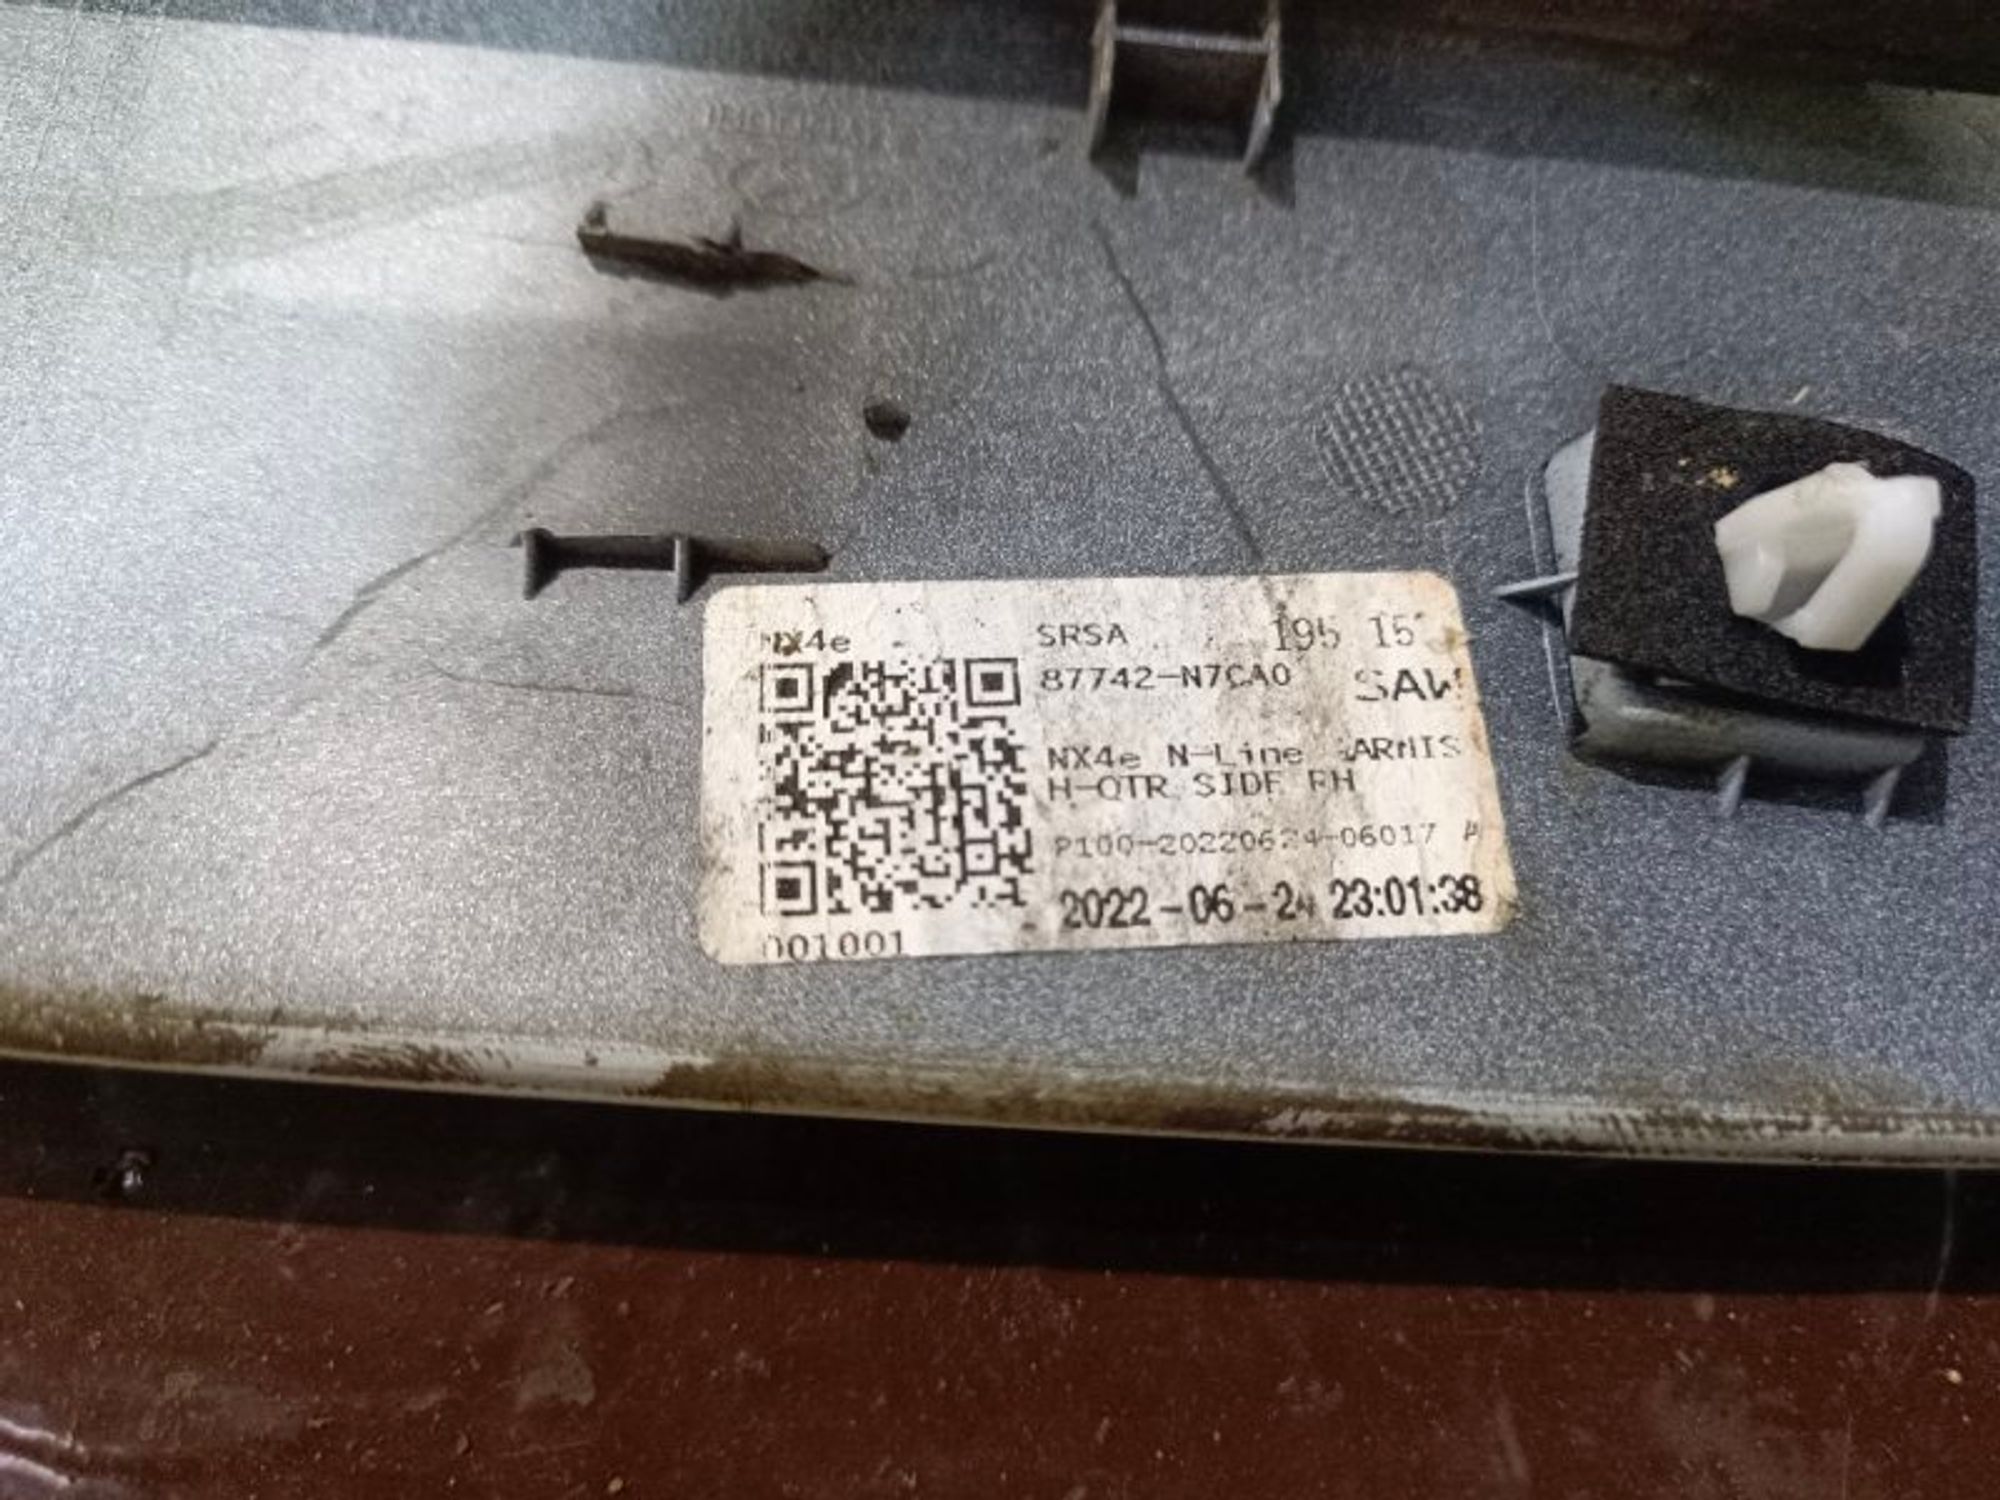 NX4e SRSA 195 15
87742-N7CA0 SAW
NX4e N-Line GARNIS
H-QTR SIDE RH
P100-20220624-06017
2022-06-24 23:01:38
001001